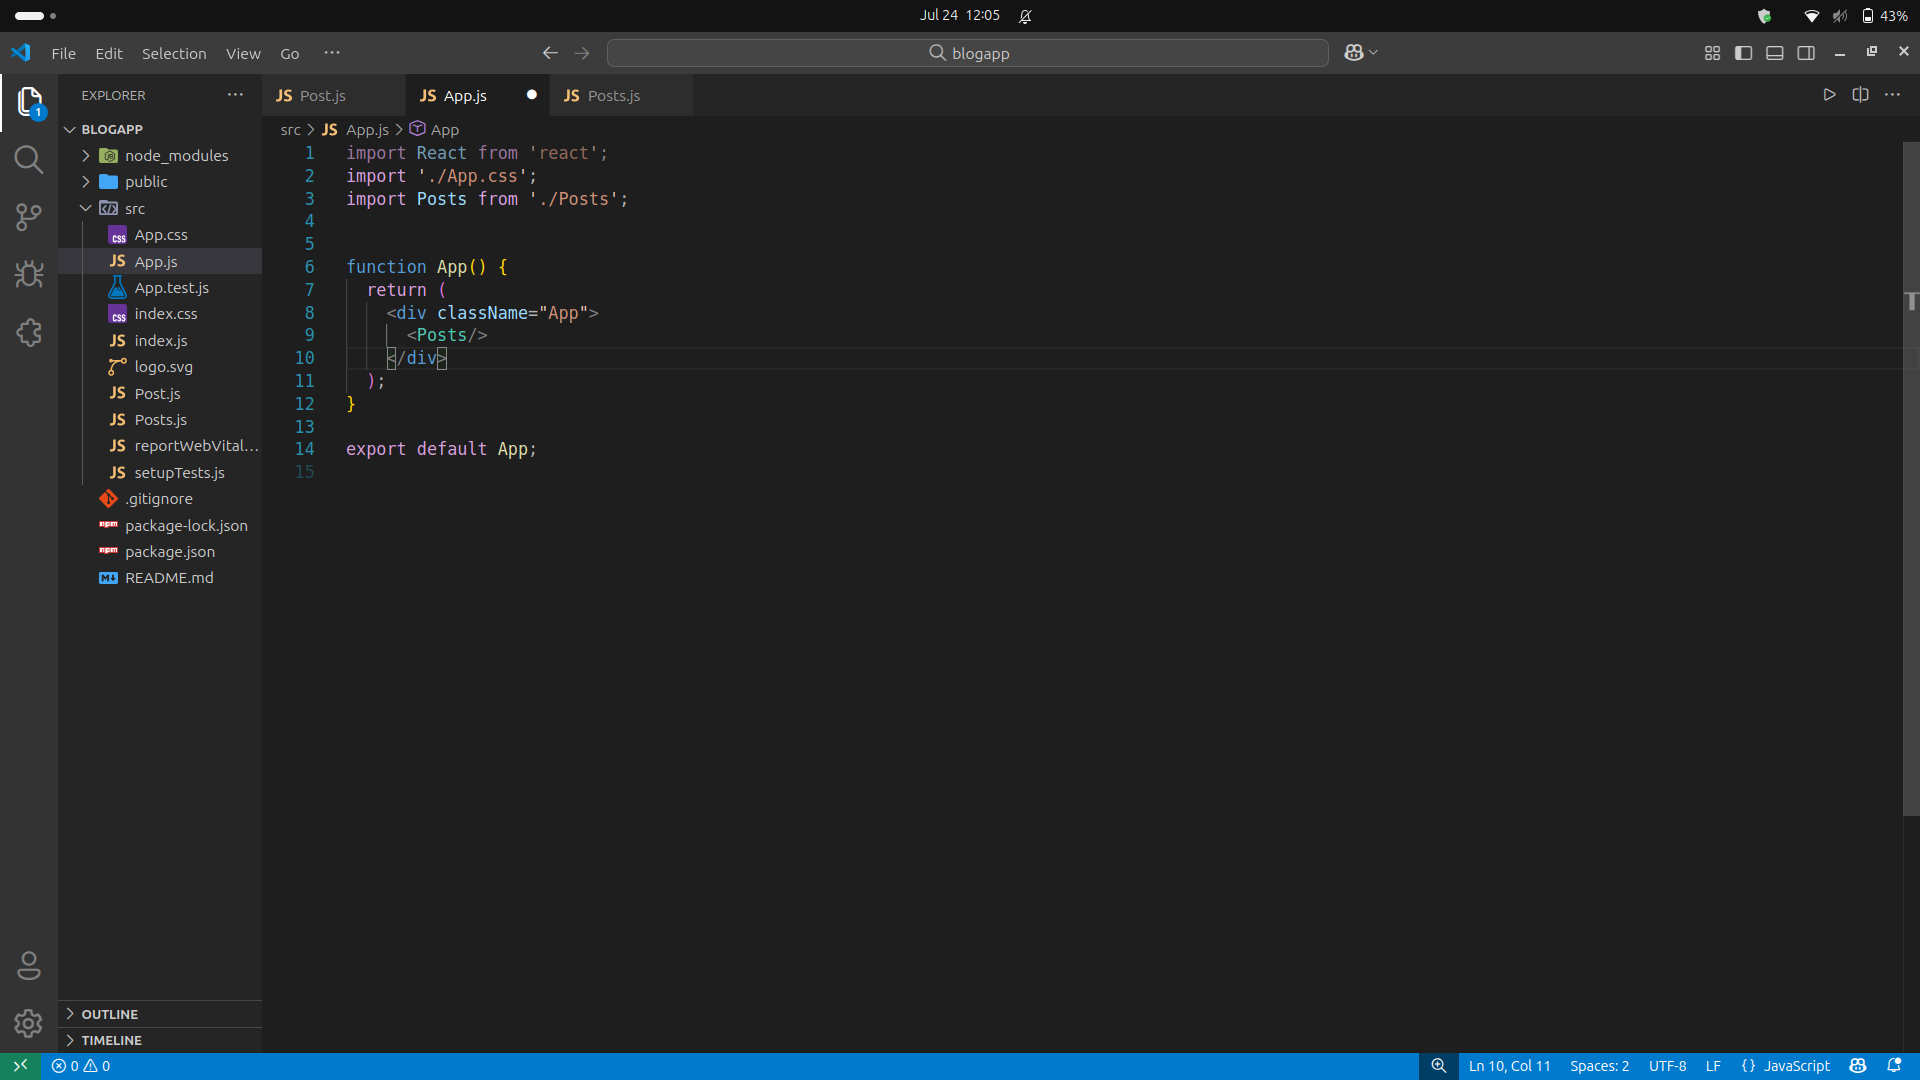 Jul 24 12:05
43%
File Edit Selection View Go ···
blogapp
EXPLORER ···
1
BLOGAPP
node_modules
public
src
App.css
App.js
App.test.js
index.css
index.js
logo.svg
Post.js
Posts.js
reportWebVital...
setupTests.js
.gitignore
package-lock.json
package.json
README.md
OUTLINE
TIMELINE
JS Post.js JS App.js JS Posts.js
src > JS App.js > App
1 import React from 'react';
2 import './App.css';
3 import Posts from './Posts';
4
5
6 function App() {
7 return (
8 <div className="App">
9 <Posts/>
10 </div>
11 );
12 }
13
14 export default App;
15
0 0
Ln 10, Col 11 Spaces: 2 UTF-8 LF {} JavaScript